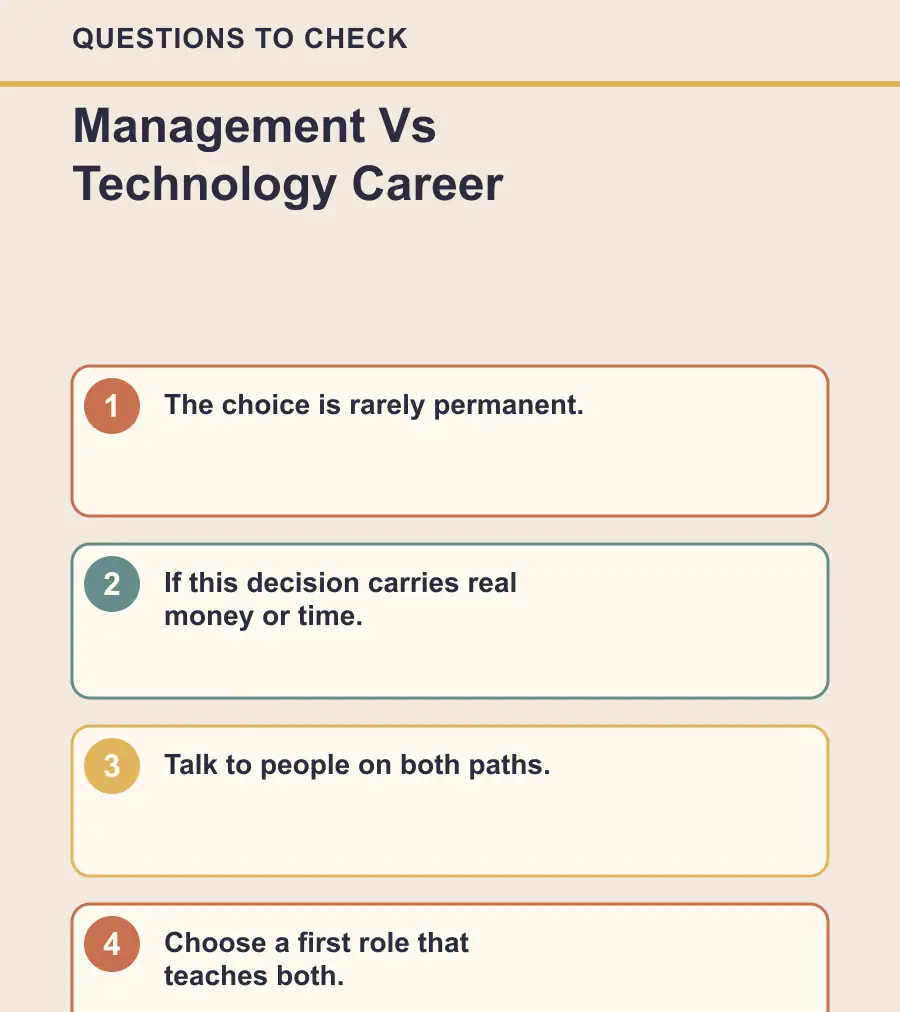 QUESTIONS TO CHECK
Management Vs
Technology Career
1
The choice is rarely permanent.
2
If this decision carries real
money or time.
3
Talk to people on both paths.
4
Choose a first role that
teaches both.